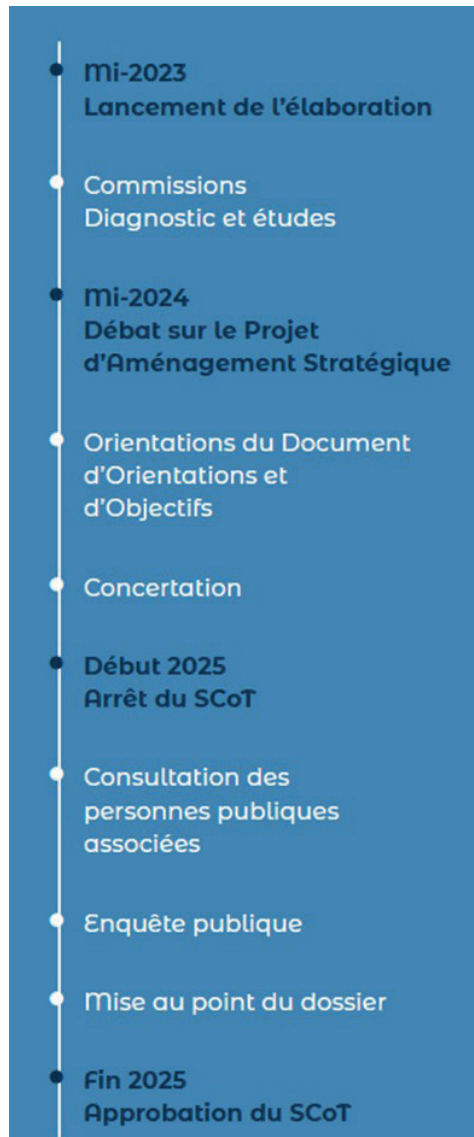 Mi-2023
Lancement de l'élaboration
Commissions
Diagnostic et études
Mi-2024
Débat sur le Projet
d'Aménagement Stratégique
Orientations du Document
d'Orientations et
d'Objectifs
Concertation
Début 2025
Arrêt du SCoT
Consultation des
personnes publiques
associées
Enquête publique
Mise au point du dossier
Fin 2025
Approbation du SCoT